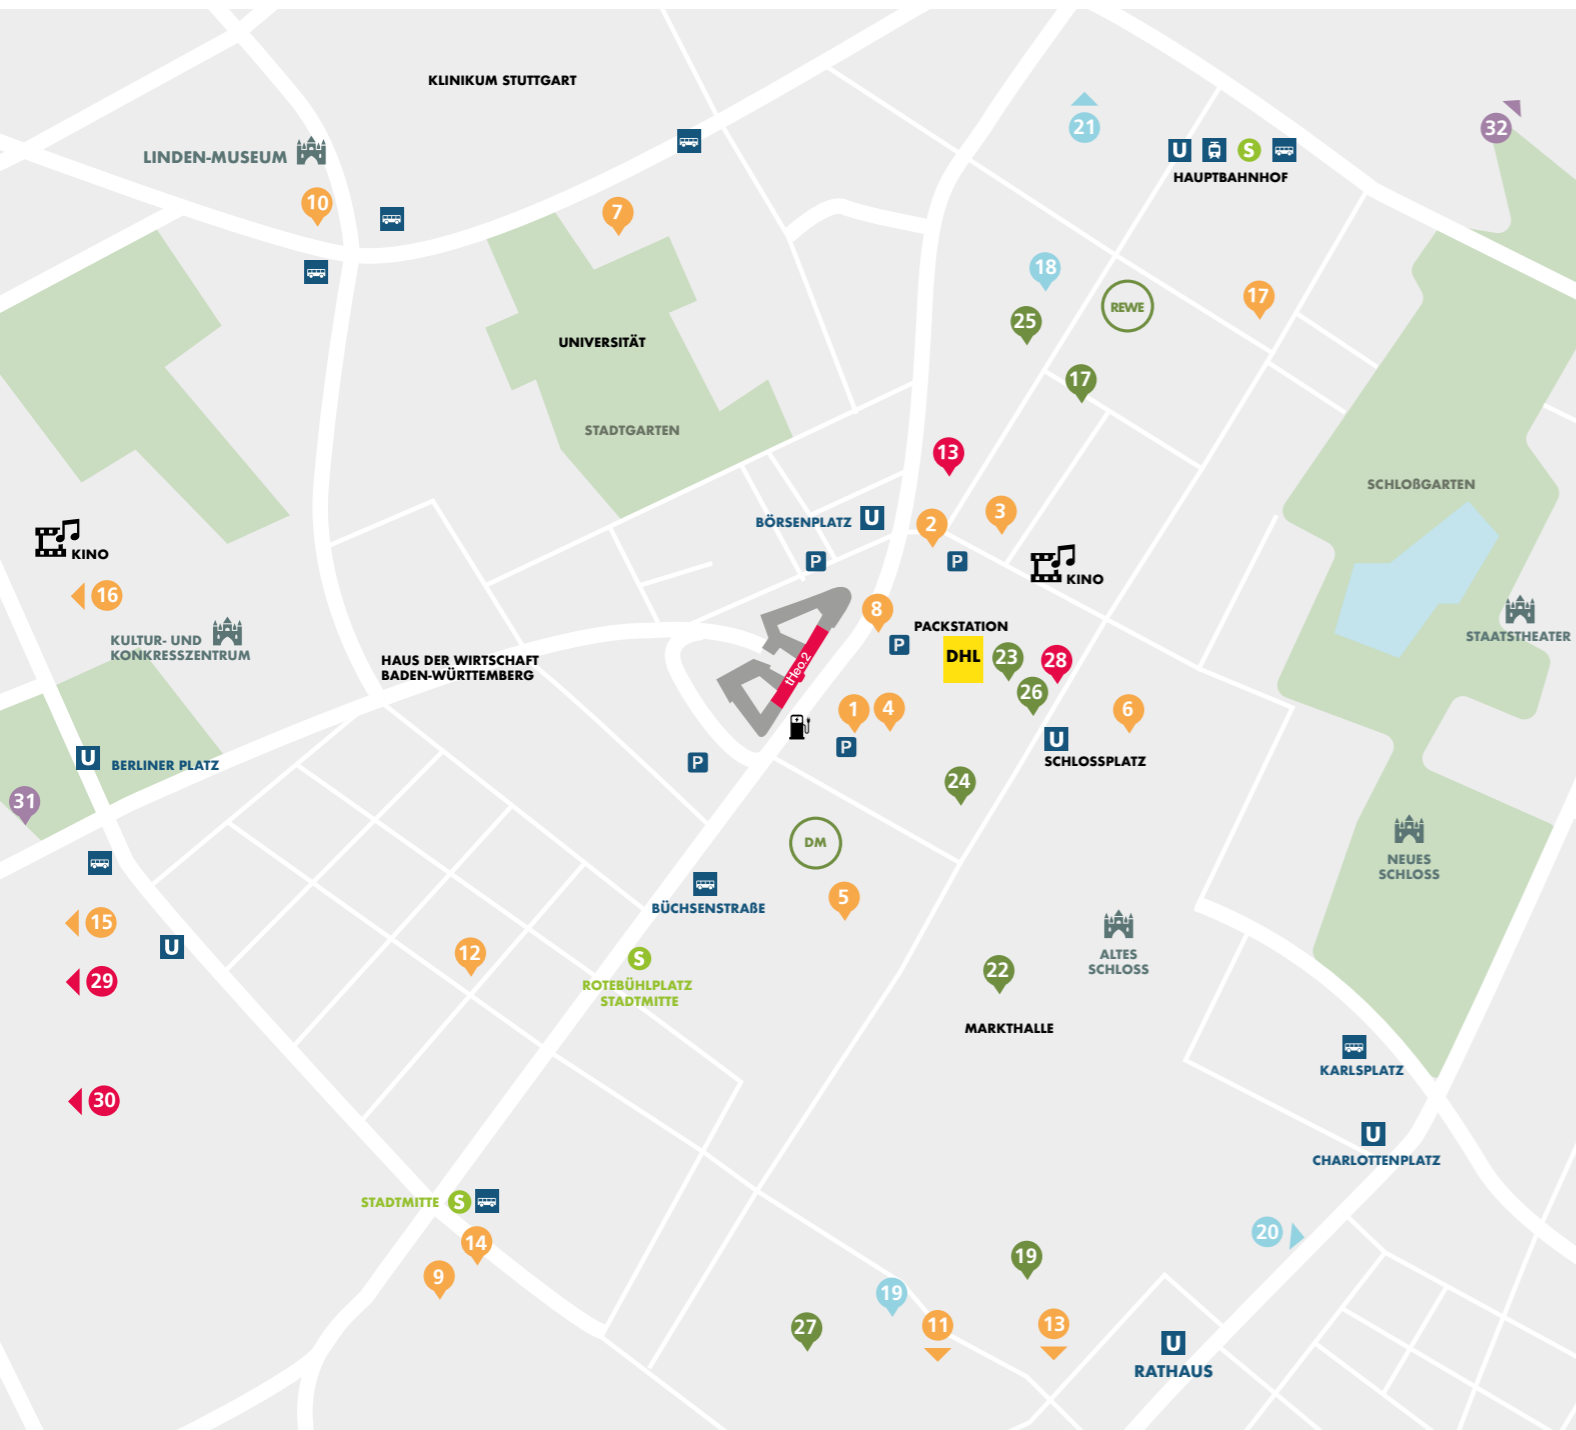 KLINIKUM STUTTGART
LINDEN-MUSEUM
21
32
U
S
HAUPTBAHNHOF
10
7
18
17
REWE
25
UNIVERSITÄT
17
STADTGARTEN
13
SCHLOßGARTEN
BÖRSENPLATZ
U
2
3
KINO
P
P
KINO
16
8
STAATSTHEATER
KULTUR- UND
KONKRESSZENTRUM
PACKSTATION
P
DHL
23
28
HAUS DER WIRTSCHAFT
BADEN-WÜRTTEMBERG
tHeo.2
26
1
4
6
U
SCHLOSSPLATZ
P
P
U
BERLINER PLATZ
24
31
DM
NEUES
SCHLOSS
BÜCHSENSTRAßE
5
15
U
12
S
ROTEBÜHLPLATZ
STADTMITTE
ALTES
SCHLOSS
29
22
MARKTHALLE
KARLSPLATZ
30
U
CHARLOTTENPLATZ
STADTMITTE
S
14
20
9
19
19
27
11
13
U
RATHAUS